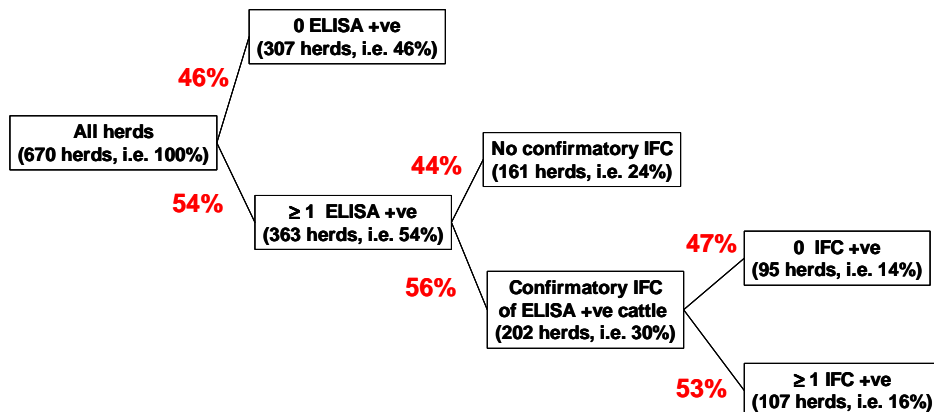 0 ELISA +ve
(307 herds, i.e. 46%)
46%
All herds
(670 herds, i.e. 100%)
54%
≥ 1 ELISA +ve
(363 herds, i.e. 54%)
44%
No confirmatory IFC
(161 herds, i.e. 24%)
56%
Confirmatory IFC
of ELISA +ve cattle
(202 herds, i.e. 30%)
47%
0 IFC +ve
(95 herds, i.e. 14%)
53%
≥ 1 IFC +ve
(107 herds, i.e. 16%)